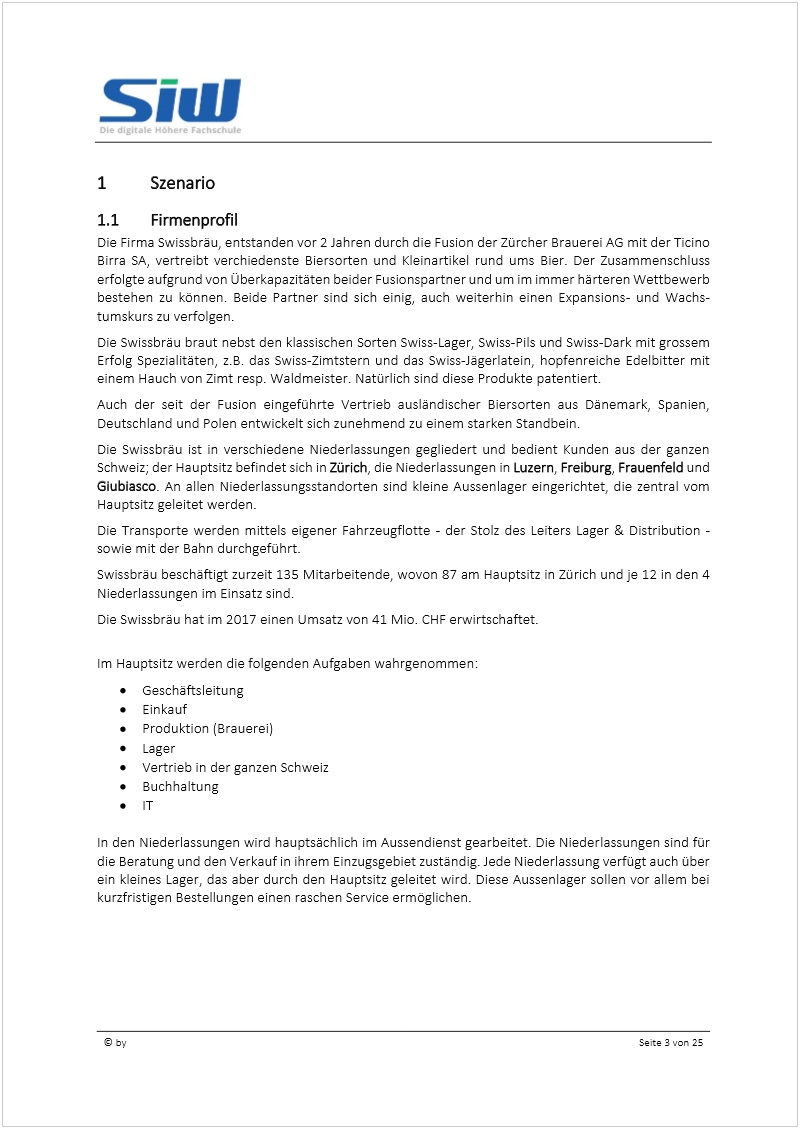 Siw
Die digitale Höhere Fachschule
1 Szenario
1.1 Firmenprofil
Die Firma Swissbräu, entstanden vor 2 Jahren durch die Fusion der Zürcher Brauerei AG mit der Ticino
Birra SA, vertreibt verchiedenste Biersorten und Kleinartikel rund ums Bier. Der Zusammenschluss
erfolgte aufgrund von Überkapazitäten beider Fusionspartner und um im immer härteren Wettbewerb
bestehen zu können. Beide Partner sind sich einig, auch weiterhin einen Expansions- und Wachs-
tumskurs zu verfolgen.
Die Swissbräu braut nebst den klassischen Sorten Swiss-Lager, Swiss-Pils und Swiss-Dark mit grossem
Erfolg Spezialitäten, z.B. das Swiss-Zimtstern und das Swiss-Jägerlatein, hopfenreiche Edelbitter mit
einem Hauch von Zimt resp. Waldmeister. Natürlich sind diese Produkte patentiert.
Auch der seit der Fusion eingeführte Vertrieb ausländischer Biersorten aus Dänemark, Spanien,
Deutschland und Polen entwickelt sich zunehmend zu einem starken Standbein.
Die Swissbräu ist in verschiedene Niederlassungen gegliedert und bedient Kunden aus der ganzen
Schweiz; der Hauptsitz befindet sich in Zürich, die Niederlassungen in Luzern, Freiburg, Frauenfeld und
Giubiasco. An allen Niederlassungsstandorten sind kleine Aussenlager eingerichtet, die zentral vom
Hauptsitz geleitet werden.
Die Transporte werden mittels eigener Fahrzeugflotte - der Stolz des Leiters Lager & Distribution -
sowie mit der Bahn durchgeführt.
Swissbräu beschäftigt zurzeit 135 Mitarbeitende, wovon 87 am Hauptsitz in Zürich und je 12 in den 4
Niederlassungen im Einsatz sind.
Die Swissbräu hat im 2017 einen Umsatz von 41 Mio. CHF erwirtschaftet.
Im Hauptsitz werden die folgenden Aufgaben wahrgenommen:
• Geschäftsleitung
• Einkauf
• Produktion (Brauerei)
• Lager
• Vertrieb in der ganzen Schweiz
• Buchhaltung
• IT
In den Niederlassungen wird hauptsächlich im Aussendienst gearbeitet. Die Niederlassungen sind für
die Beratung und den Verkauf in ihrem Einzugsgebiet zuständig. Jede Niederlassung verfügt auch über
ein kleines Lager, das aber durch den Hauptsitz geleitet wird. Diese Aussenlager sollen vor allem bei
kurzfristigen Bestellungen einen raschen Service ermöglichen.
© by Seite 3 von 25